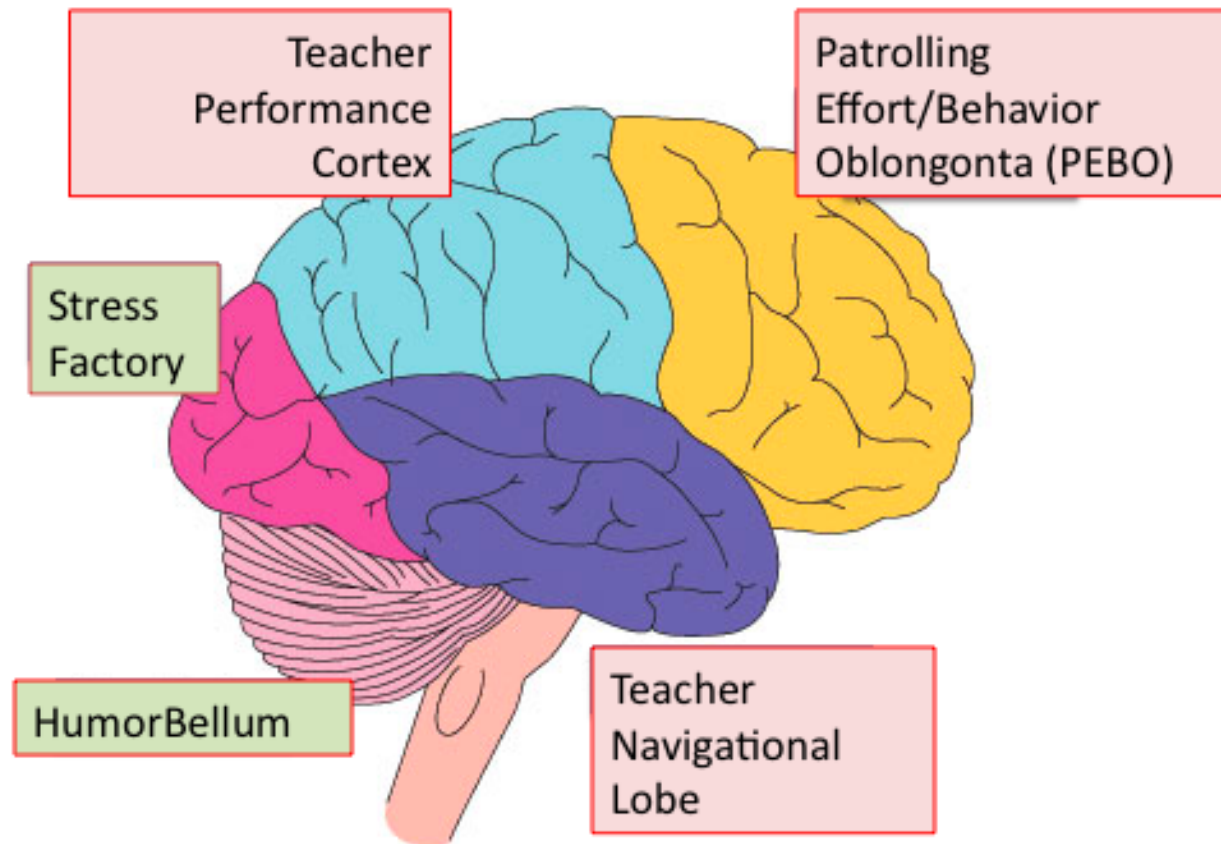 Teacher
Performance
Cortex
Patrolling
Effort/Behavior
Oblongonta (PEBO)
Stress
Factory
HumorBellum
Teacher
Navigational
Lobe